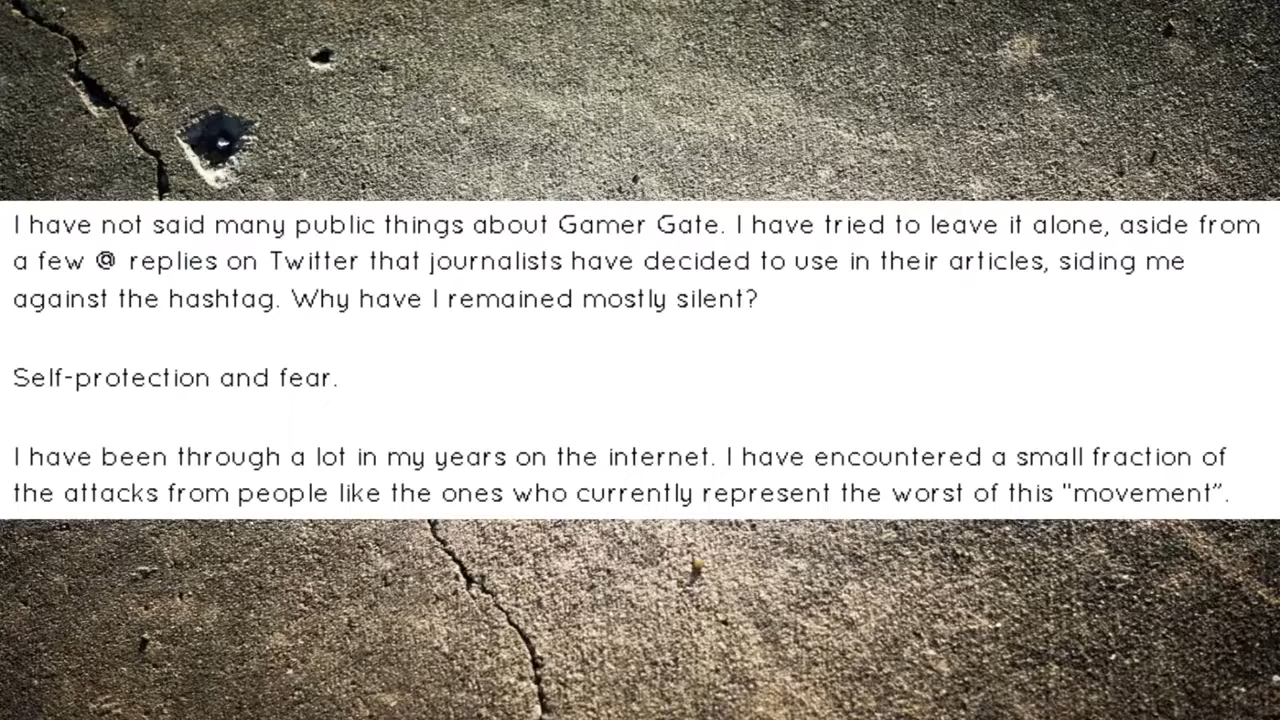 I have not said many public things about Gamer Gate. I have tried to leave it alone, aside from
a few @ replies on Twitter that journalists have decided to use in their articles, siding me
against the hashtag. Why have I remained mostly silent?
Self-protection and fear.
I have been through a lot in my years on the internet. I have encountered a small fraction of
the attacks from people like the ones who currently represent the worst of this "movement”.